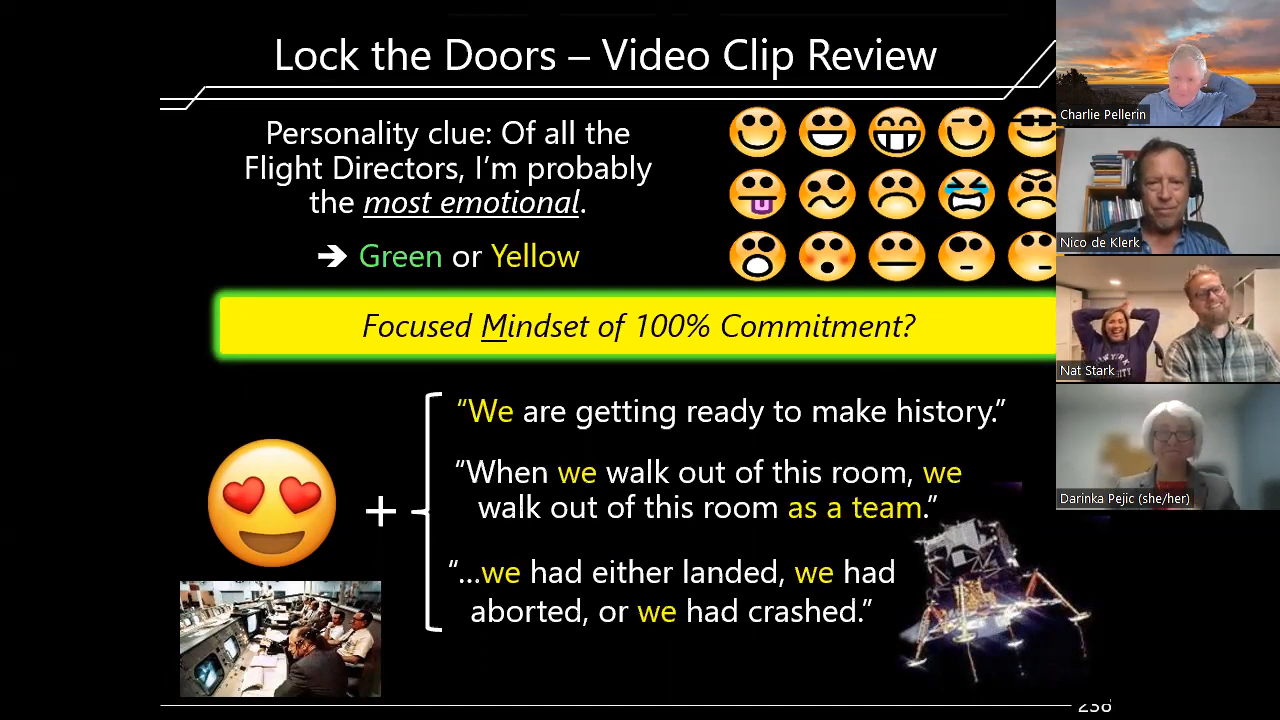 Lock the Doors – Video Clip Review
Personality clue: Of all the
Flight Directors, I'm probably
the most emotional.
➔ Green or Yellow
Focused Mindset of 100% Commitment?
“We are getting ready to make history.”
“When we walk out of this room, we
walk out of this room as a team.”
“…we had either landed, we had
aborted, or we had crashed.”
+
Charlie Pellerin
Nico de Klerk
Nat Stark
Darinka Pejic (she/her)